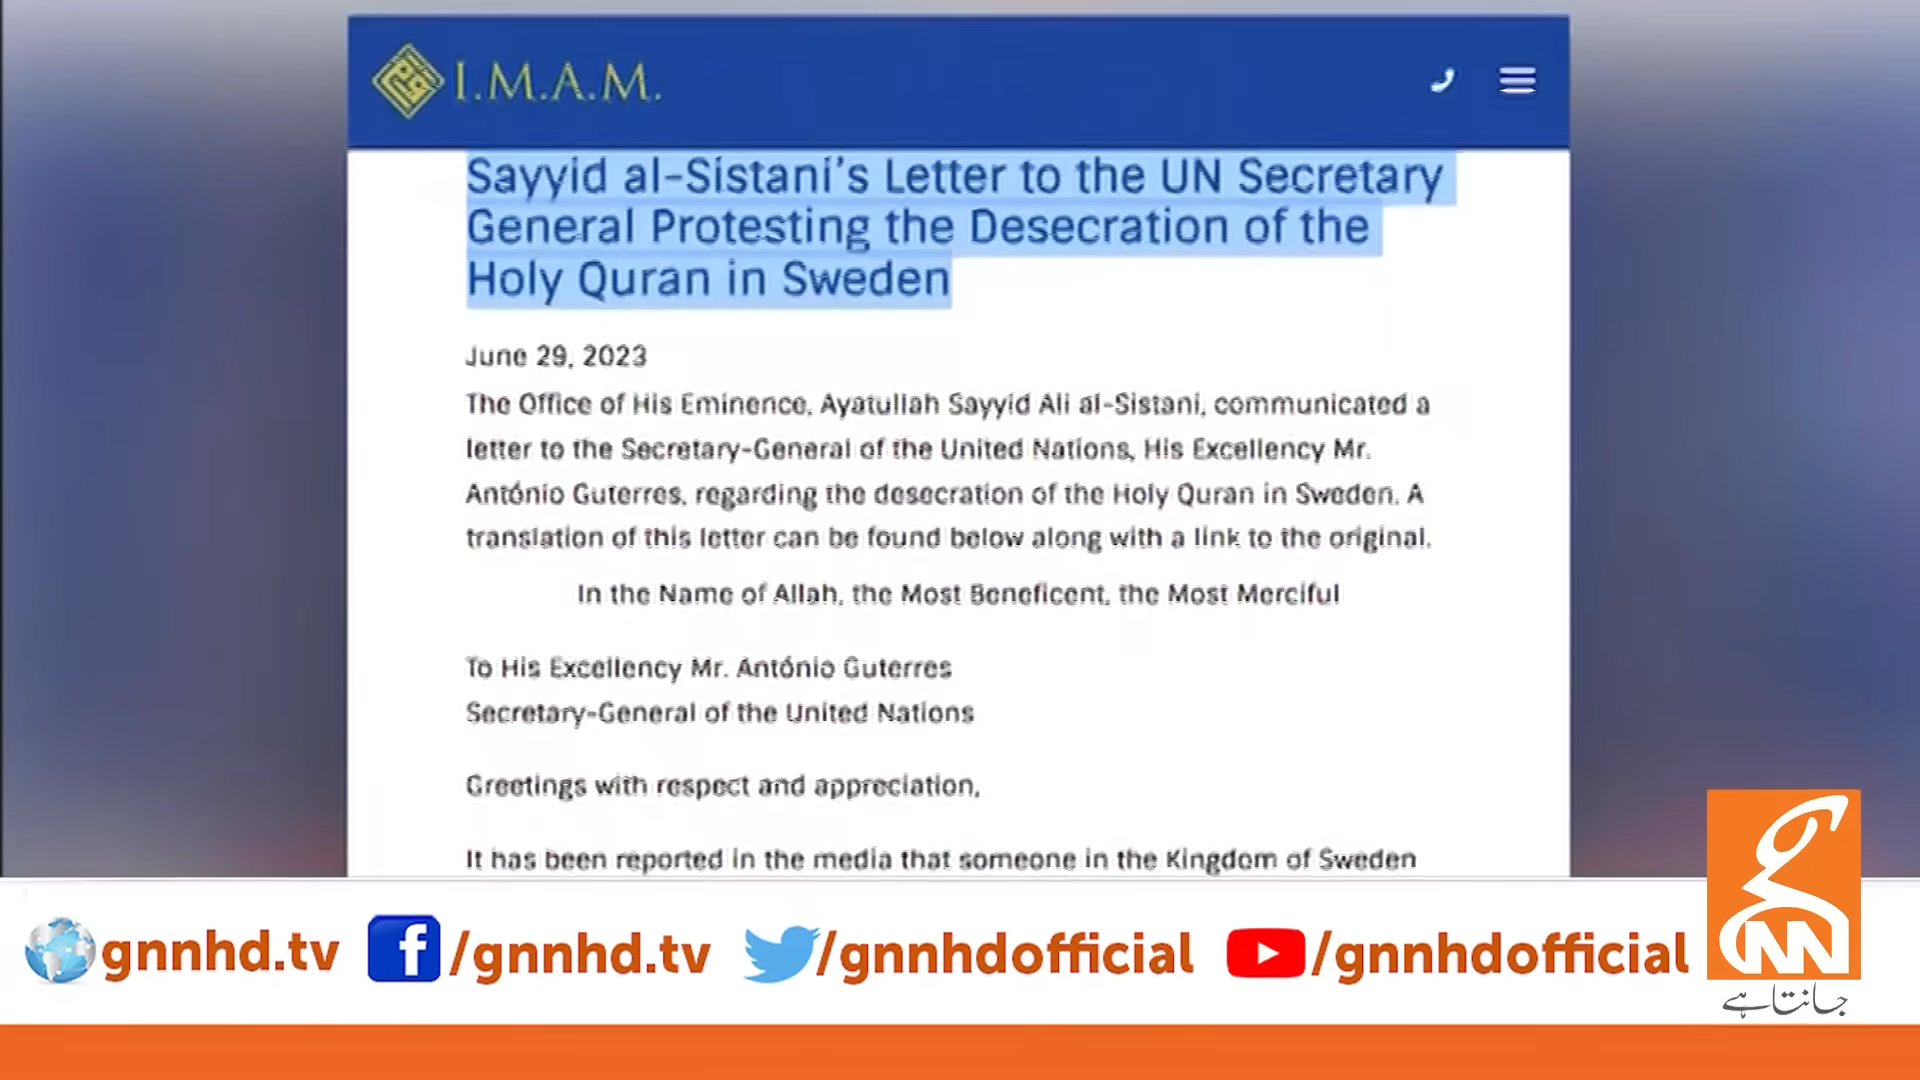 I.M.A.M.
Sayyid al-Sistani's Letter to the UN Secretary
General Protesting the Desecration of the
Holy Quran in Sweden
June 29, 2023
The Office of His Eminence, Ayatullah Sayyid Ali al-Sistani, communicated a
letter to the Secretary-General of the United Nations, His Excellency Mr.
António Guterres, regarding the desecration of the Holy Quran in Sweden. A
translation of this letter can be found below along with a link to the original.
In the Name of Allah, the Most Beneficent, the Most Merciful
To His Excellency Mr. António Guterres
Secretary-General of the United Nations
Greetings with respect and appreciation,
It has been reported in the media that someone in the Kingdom of Sweden
gnnhd.tv /gnnhd.tv /gnnhdofficial /gnnhdofficial
GNN
جانتا ہے